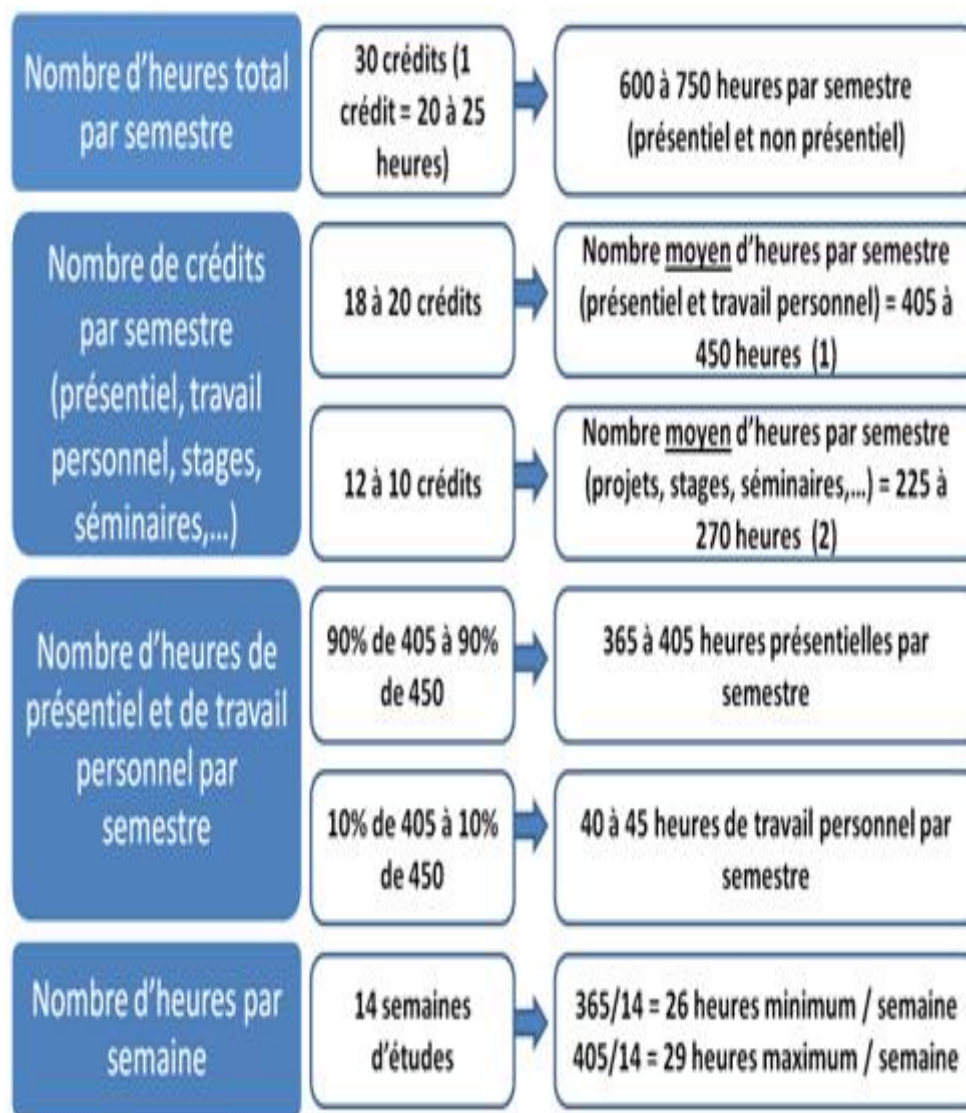 Nombre d'heures total
par semestre
30 crédits (1
crédit = 20 à 25
heures)
600 à 750 heures par semestre
(présentiel et non présentiel)
Nombre de crédits
par semestre
(présentiel, travail
personnel, stages,
séminaires,...)
18 à 20 crédits
Nombre moyen d'heures par semestre
(présentiel et travail personnel) = 405 à
450 heures (1)
12 à 10 crédits
Nombre moyen d'heures par semestre
(projets, stages, séminaires,...) = 225 à
270 heures (2)
Nombre d'heures de
présentiel et de travail
personnel par
semestre
90% de 405 à 90%
de 450
365 à 405 heures présentielles par
semestre
10% de 405 à 10%
de 450
40 à 45 heures de travail personnel par
semestre
Nombre d'heures par
semaine
14 semaines
d'études
365/14 = 26 heures minimum / semaine
405/14 = 29 heures maximum / semaine